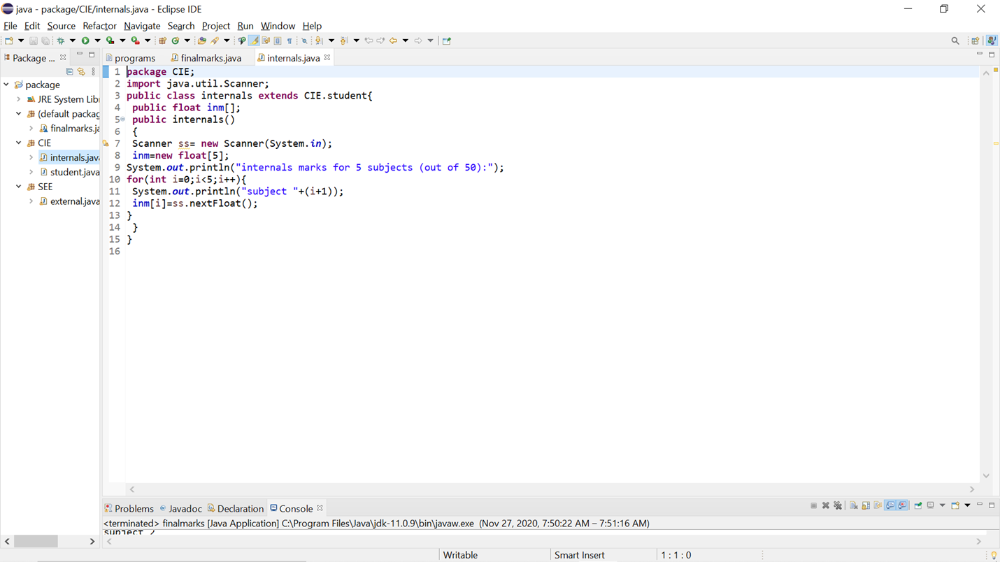 java - package/CIE/internals.java - Eclipse IDE
File Edit Source Refactor Navigate Search Project Run Window Help
Package ...
programs finalmarks.java internals.java
package
JRE System Libr
(default packag
finalmarks.ja
CIE
internals.java
student.java
SEE
external.java
1 package CIE;
2 import java.util.Scanner;
3 public class internals extends CIE.student{
4 public float inm[];
5 public internals()
6 {
7 Scanner ss= new Scanner(System.in);
8 inm=new float[5];
9 System.out.println("internals marks for 5 subjects (out of 50):");
10 for(int i=0;i<5;i++){
11 System.out.println("subject "+(i+1));
12 inm[i]=ss.nextFloat();
13 }
14 }
15 }
16
Problems Javadoc Declaration Console
<terminated> finalmarks [Java Application] C:\Program Files\Java\jdk-11.0.9\bin\javaw.exe (Nov 27, 2020, 7:50:22 AM – 7:51:16 AM)
subject 2
Writable Smart Insert 1 : 1 : 0